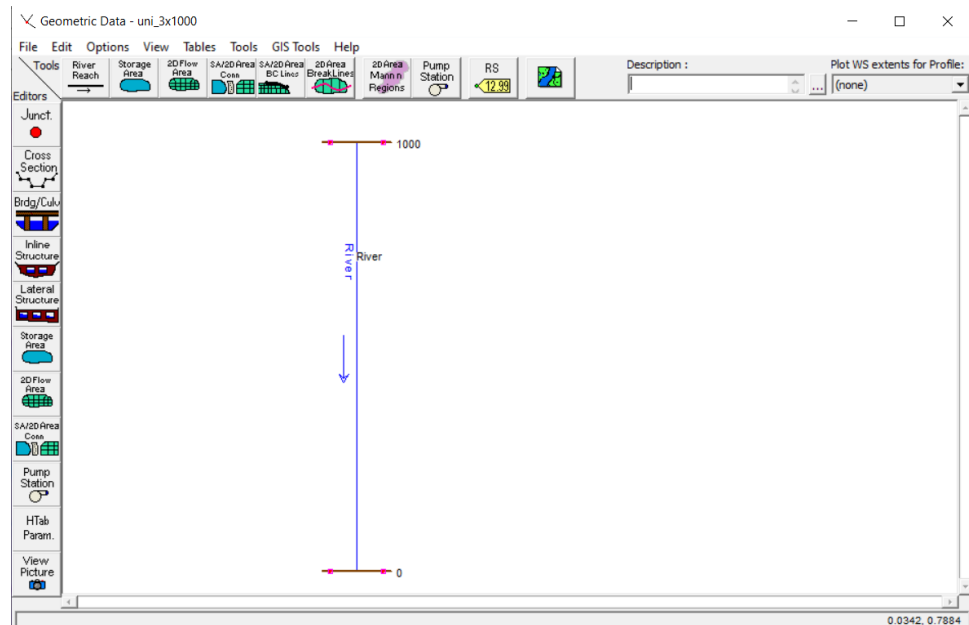 Geometric Data - uni_3x1000
File Edit Options View Tables Tools GIS Tools Help
Tools
Editors
River
Reach
Storage
Area
2D Flow
Area
SA/2D Area
Conn
SA/2D Area
BC Lines
2D Area
BreakLines
2D Area
Mann n
Regions
Pump
Station
RS
12.99
Description :
...
Plot WS extents for Profile:
(none)
Junct.
Cross
Section
Brdg/Culv
Inline
Structure
Lateral
Structure
Storage
Area
2D Flow
Area
SA/2D Area
Conn
Pump
Station
HTab
Param.
View
Picture
1000
River
River
0
0.0342, 0.7884